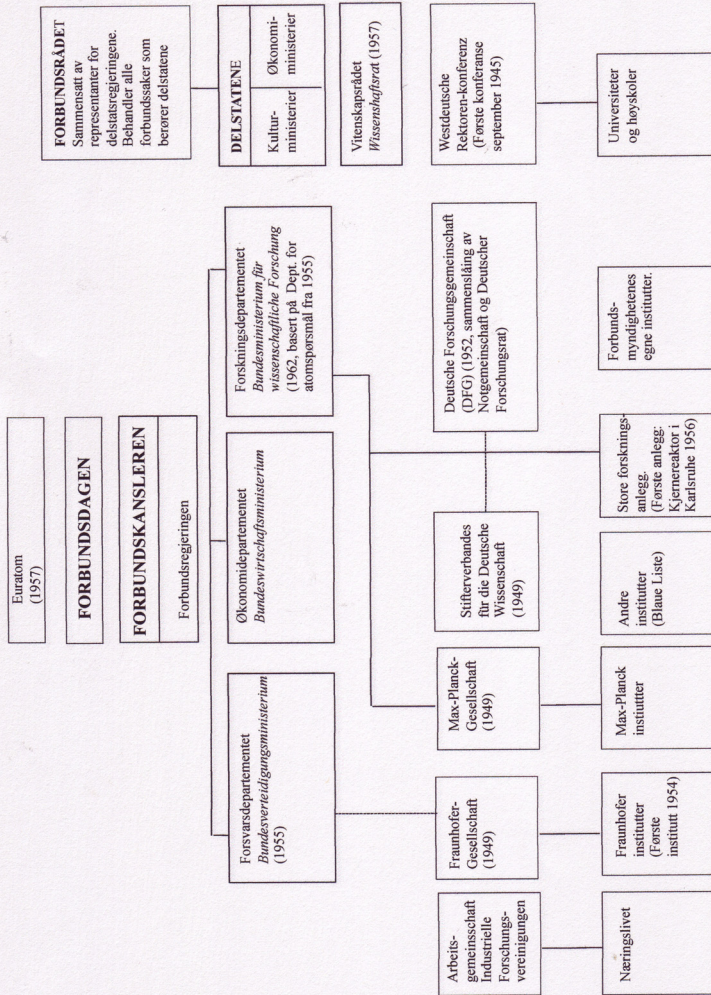 Euratom
(1957)
FORBUNDSDAGEN
FORBUNDSKANSLEREN
Forbundsregjeringen
FORBUNDSRÅDET
Sammensatt av
representanter for
delstatsregjeringene.
Behandler alle
forbundssaker som
berører delstatene
DELSTATENE
Kultur-
ministerier
Økonomi-
ministerier
Forsvarsdepartementet
Bundesverteidigungsministerium
(1955)
Økonomidepartementet
Bundeswirtschaftsministerium
Forskningsdepartementet
Bundesministerium für
wissenschaftliche Forschung
(1962, basert på Dept. for
atomspørsmål fra 1955)
Vitenskapsrådet
Wissenshaftsrat (1957)
Arbeits-
gemeinsschaft
Industrielle
Forschungs-
vereinigungen
Fraunhofer-
Gesellschaft
(1949)
Max-Planck-
Gesellschaft
(1949)
Stifterverbandes
für die Deutsche
Wissenschaft
(1949)
Deutsche Forschungsgemeinschaft
(DFG) (1952, sammenslåing av
Notgemeinschaft og Deutscher
Forschungsrat)
Westdeutsche
Rektoren-konferenz
(Første konferanse
september 1945)
Næringslivet
Fraunhofer
institutter
(Første
institutt 1954)
Max-Planck
instiuttter
Andre
institutter
(Blaue Liste)
Store forsknings-
anlegg.
(Første anlegg:
Kjernereaktor i
Karlsruhe 1956)
Forbunds-
myndighetenes
egne institutter.
Universiteter
og høyskoler